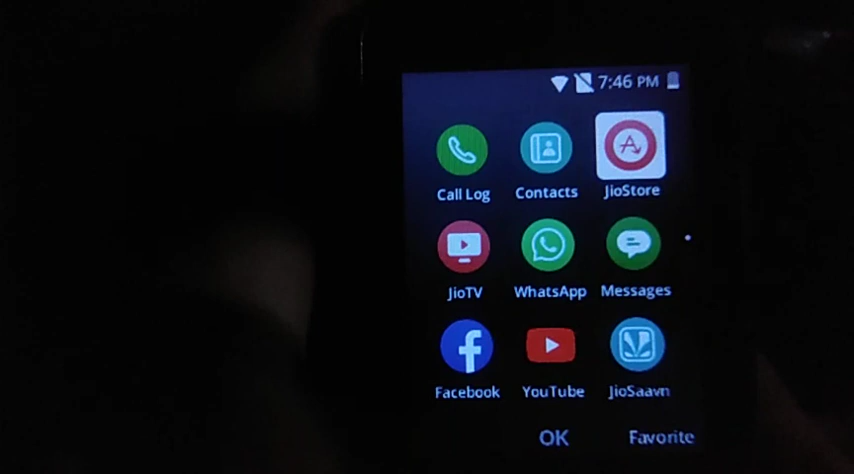 7:46 PM
Call Log Contacts JioStore
JioTV WhatsApp Messages
Facebook YouTube JioSaavn
OK Favorite